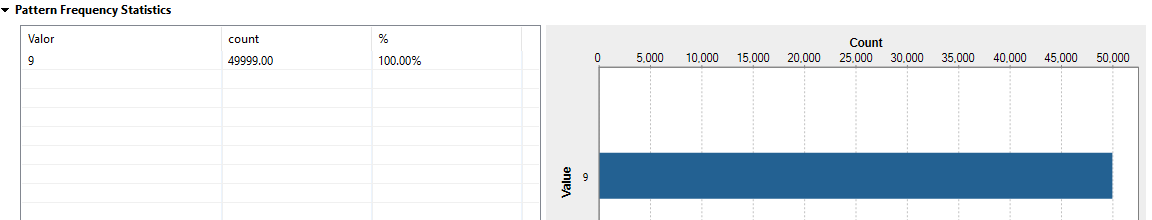 Pattern Frequency Statistics
Valor count %
9 49999.00 100.00%
Count
0 5,000 10,000 15,000 20,000 25,000 30,000 35,000 40,000 45,000 50,000
Value
9